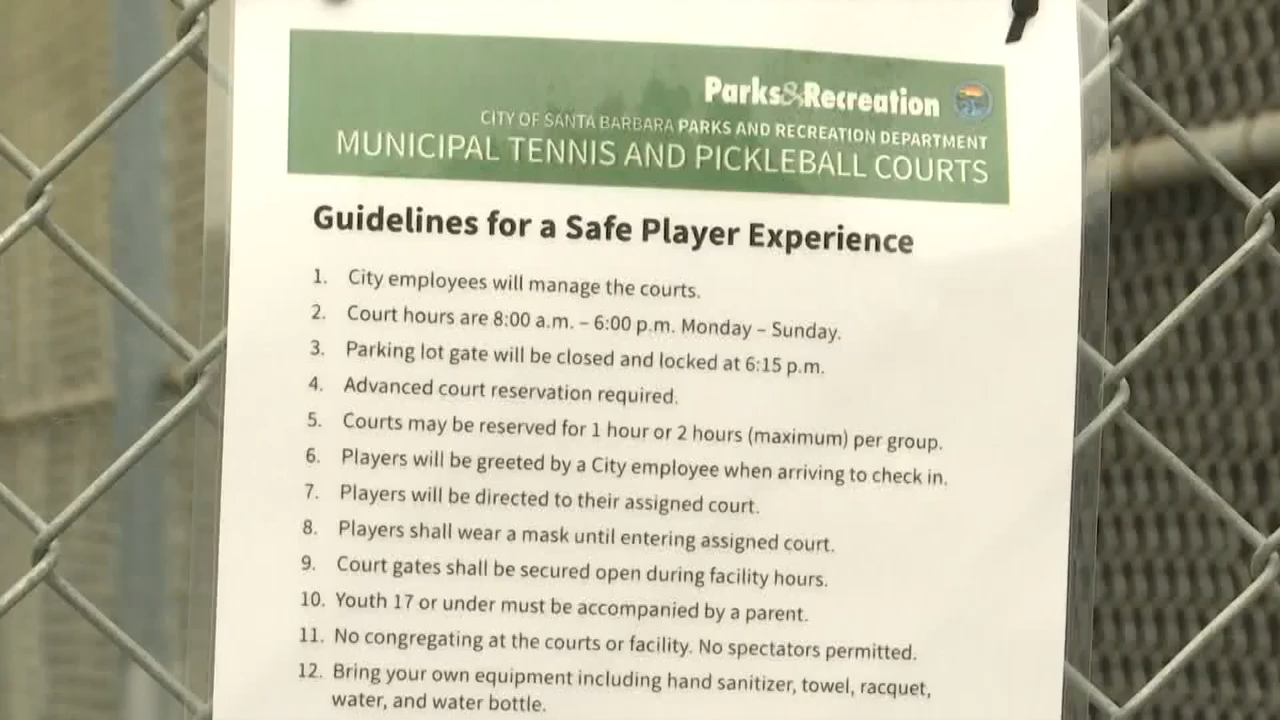 Parks&Recreation
CITY OF SANTA BARBARA PARKS AND RECREATION DEPARTMENT
MUNICIPAL TENNIS AND PICKLEBALL COURTS
Guidelines for a Safe Player Experience
1. City employees will manage the courts.
2. Court hours are 8:00 a.m. – 6:00 p.m. Monday – Sunday.
3. Parking lot gate will be closed and locked at 6:15 p.m.
4. Advanced court reservation required.
5. Courts may be reserved for 1 hour or 2 hours (maximum) per group.
6. Players will be greeted by a City employee when arriving to check in.
7. Players will be directed to their assigned court.
8. Players shall wear a mask until entering assigned court.
9. Court gates shall be secured open during facility hours.
10. Youth 17 or under must be accompanied by a parent.
11. No congregating at the courts or facility. No spectators permitted.
12. Bring your own equipment including hand sanitizer, towel, racquet,
water, and water bottle.